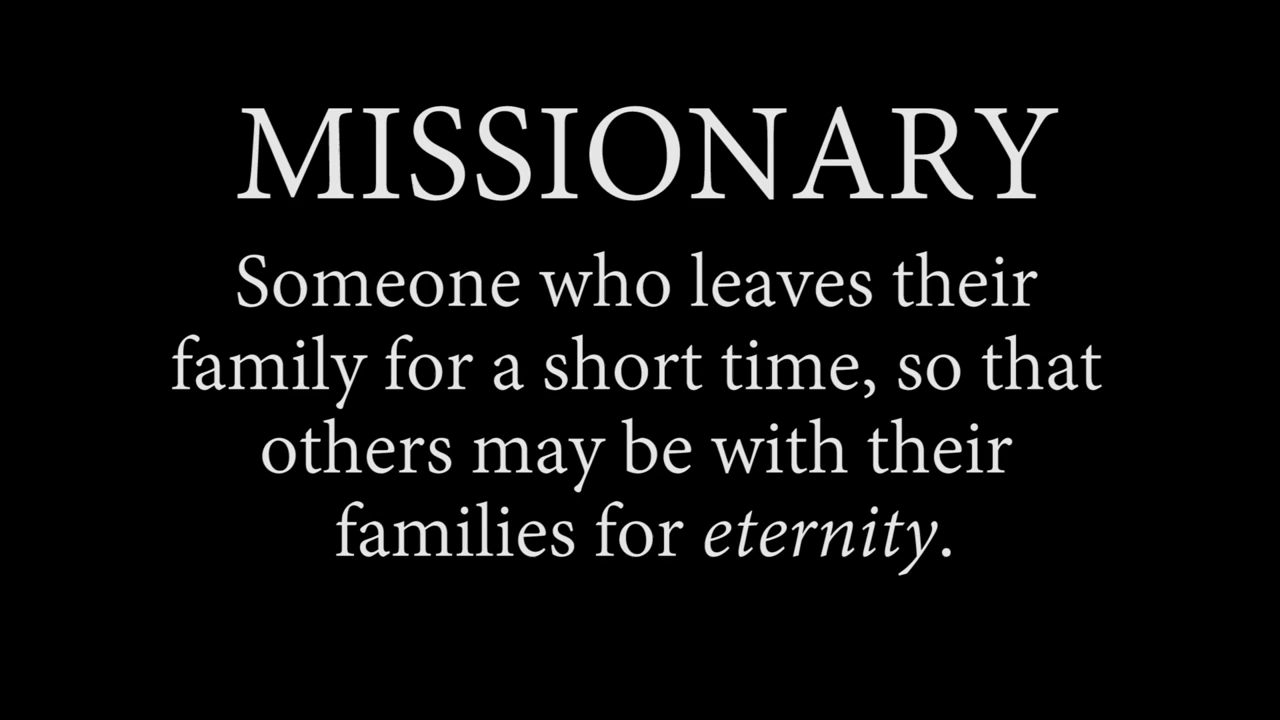 MISSIONARY
Someone who leaves their
family for a short time, so that
others may be with their
families for eternity.